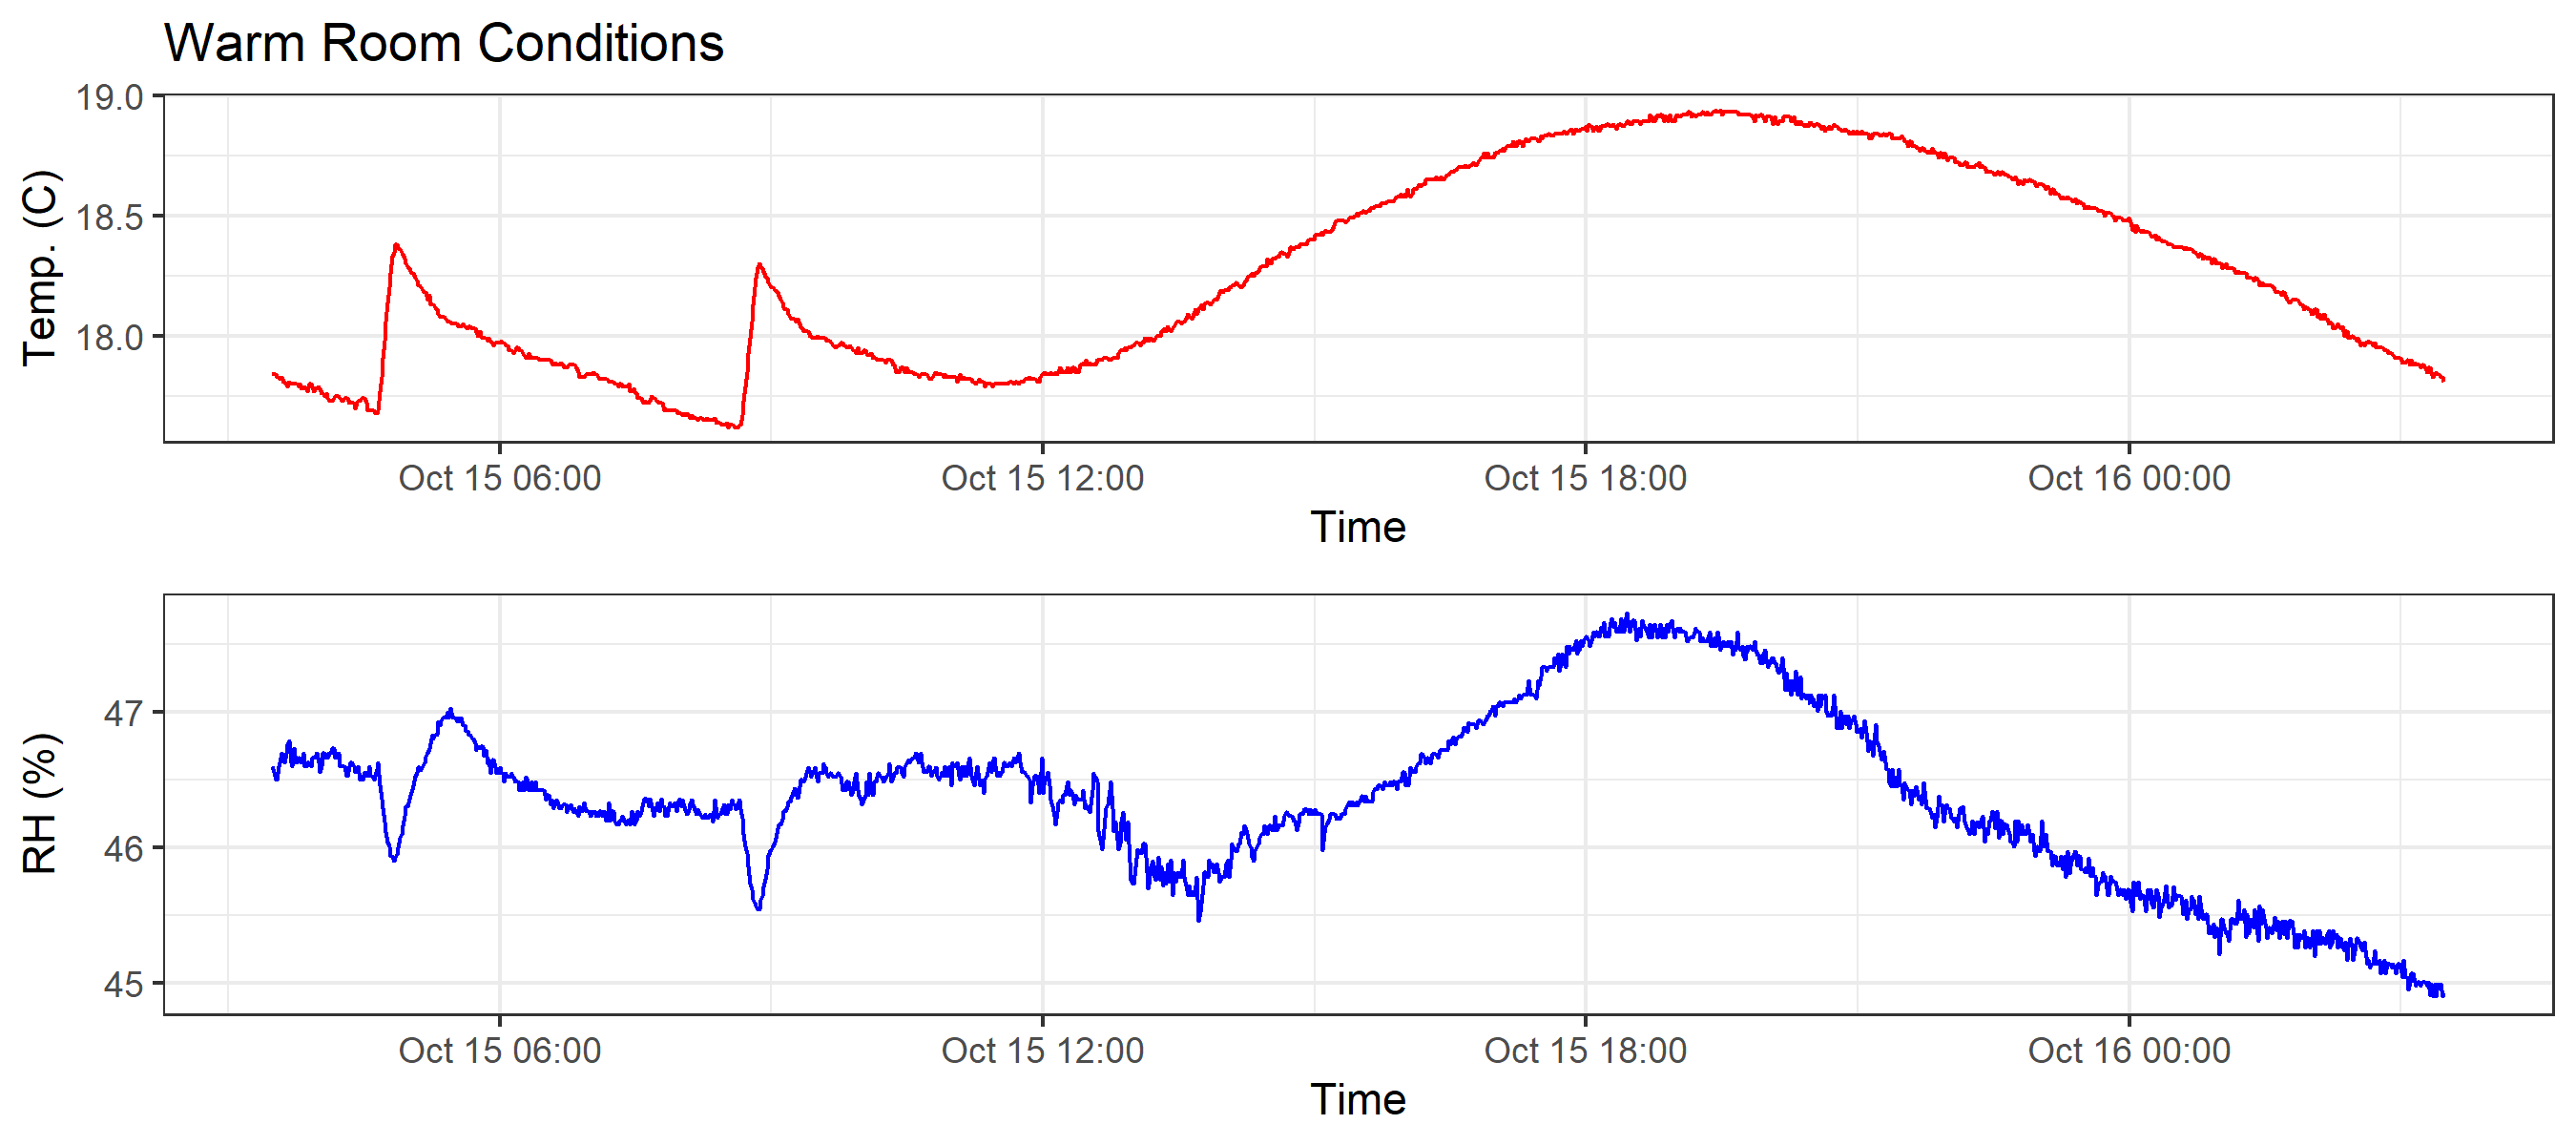 Warm Room Conditions
19.0
18.5
18.0
Temp. (C)
Oct 15 06:00 Oct 15 12:00 Oct 15 18:00 Oct 16 00:00
Time
47
46
45
RH (%)
Oct 15 06:00 Oct 15 12:00 Oct 15 18:00 Oct 16 00:00
Time